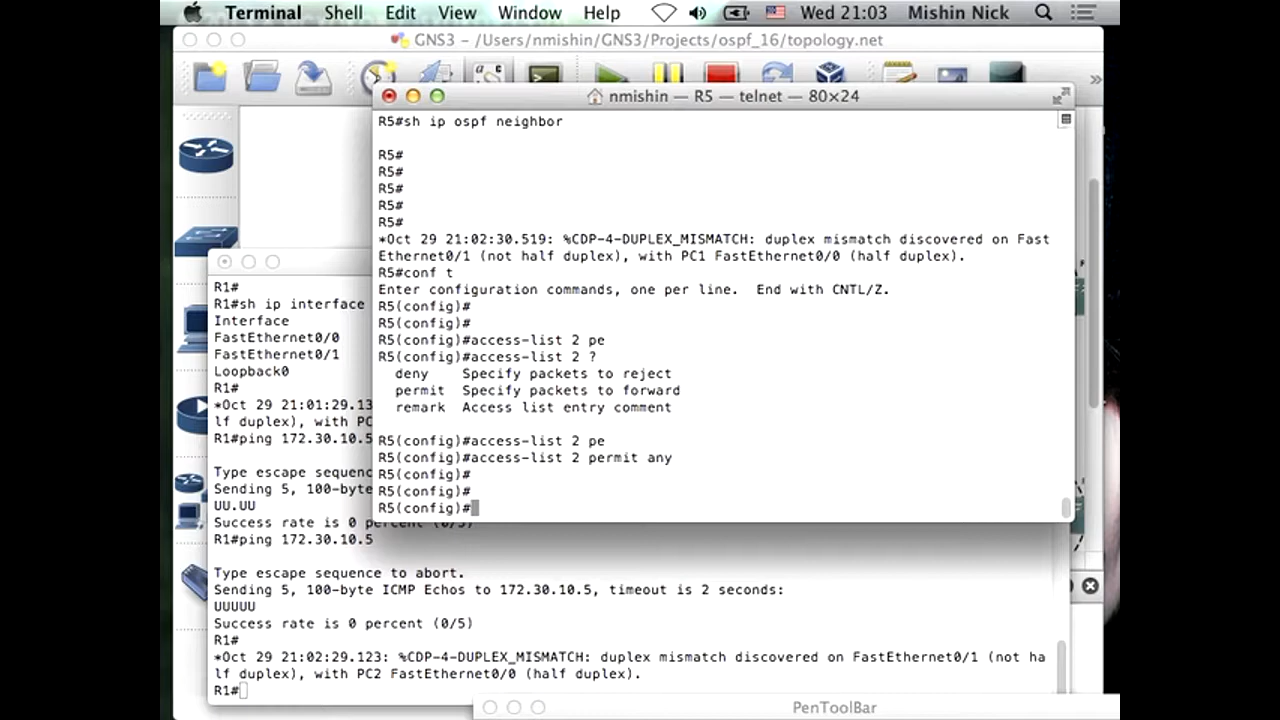 Terminal Shell Edit View Window Help Wed 21:03 Mishin Nick
GNS3 – /Users/nmishin/GNS3/Projects/ospf_16/topology.net
nmishin — R5 — telnet — 80×24
R5#sh ip ospf neighbor
R5#
R5#
R5#
R5#
R5#
*Oct 29 21:02:30.519: %CDP-4-DUPLEX_MISMATCH: duplex mismatch discovered on Fast
Ethernet0/1 (not half duplex), with PC1 FastEthernet0/0 (half duplex).
R5#conf t
Enter configuration commands, one per line.  End with CNTL/Z.
R5(config)#
R5(config)#
R5(config)#access-list 2 pe
R5(config)#access-list 2 ?
deny    Specify packets to reject
permit  Specify packets to forward
remark  Access list entry comment
R5(config)#access-list 2 pe
R5(config)#access-list 2 permit any
R5(config)#
R5(config)#
R5(config)#
R1#
R1#sh ip interface
Interface
FastEthernet0/0
FastEthernet0/1
Loopback0
R1#
*Oct 29 21:01:29.13
lf duplex), with PC
R1#ping 172.30.10.5
Type escape sequenc
Sending 5, 100-byte
UU.UU
Success rate is 0 percent (0/5)
R1#ping 172.30.10.5
Type escape sequence to abort.
Sending 5, 100-byte ICMP Echos to 172.30.10.5, timeout is 2 seconds:
UUUUU
Success rate is 0 percent (0/5)
R1#
*Oct 29 21:02:29.123: %CDP-4-DUPLEX_MISMATCH: duplex mismatch discovered on FastEthernet0/1 (not ha
lf duplex), with PC2 FastEthernet0/0 (half duplex).
R1#
PenToolBar